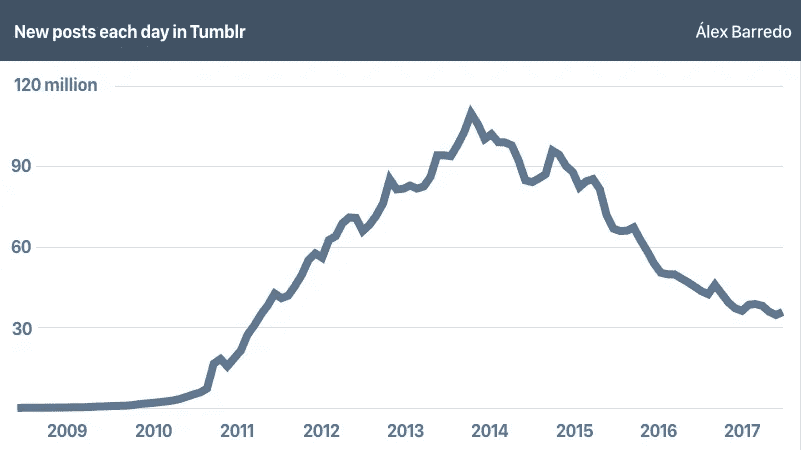 New posts each day in Tumblr
Álex Barredo
120 million
90
60
30
2009 2010 2011 2012 2013 2014 2015 2016 2017